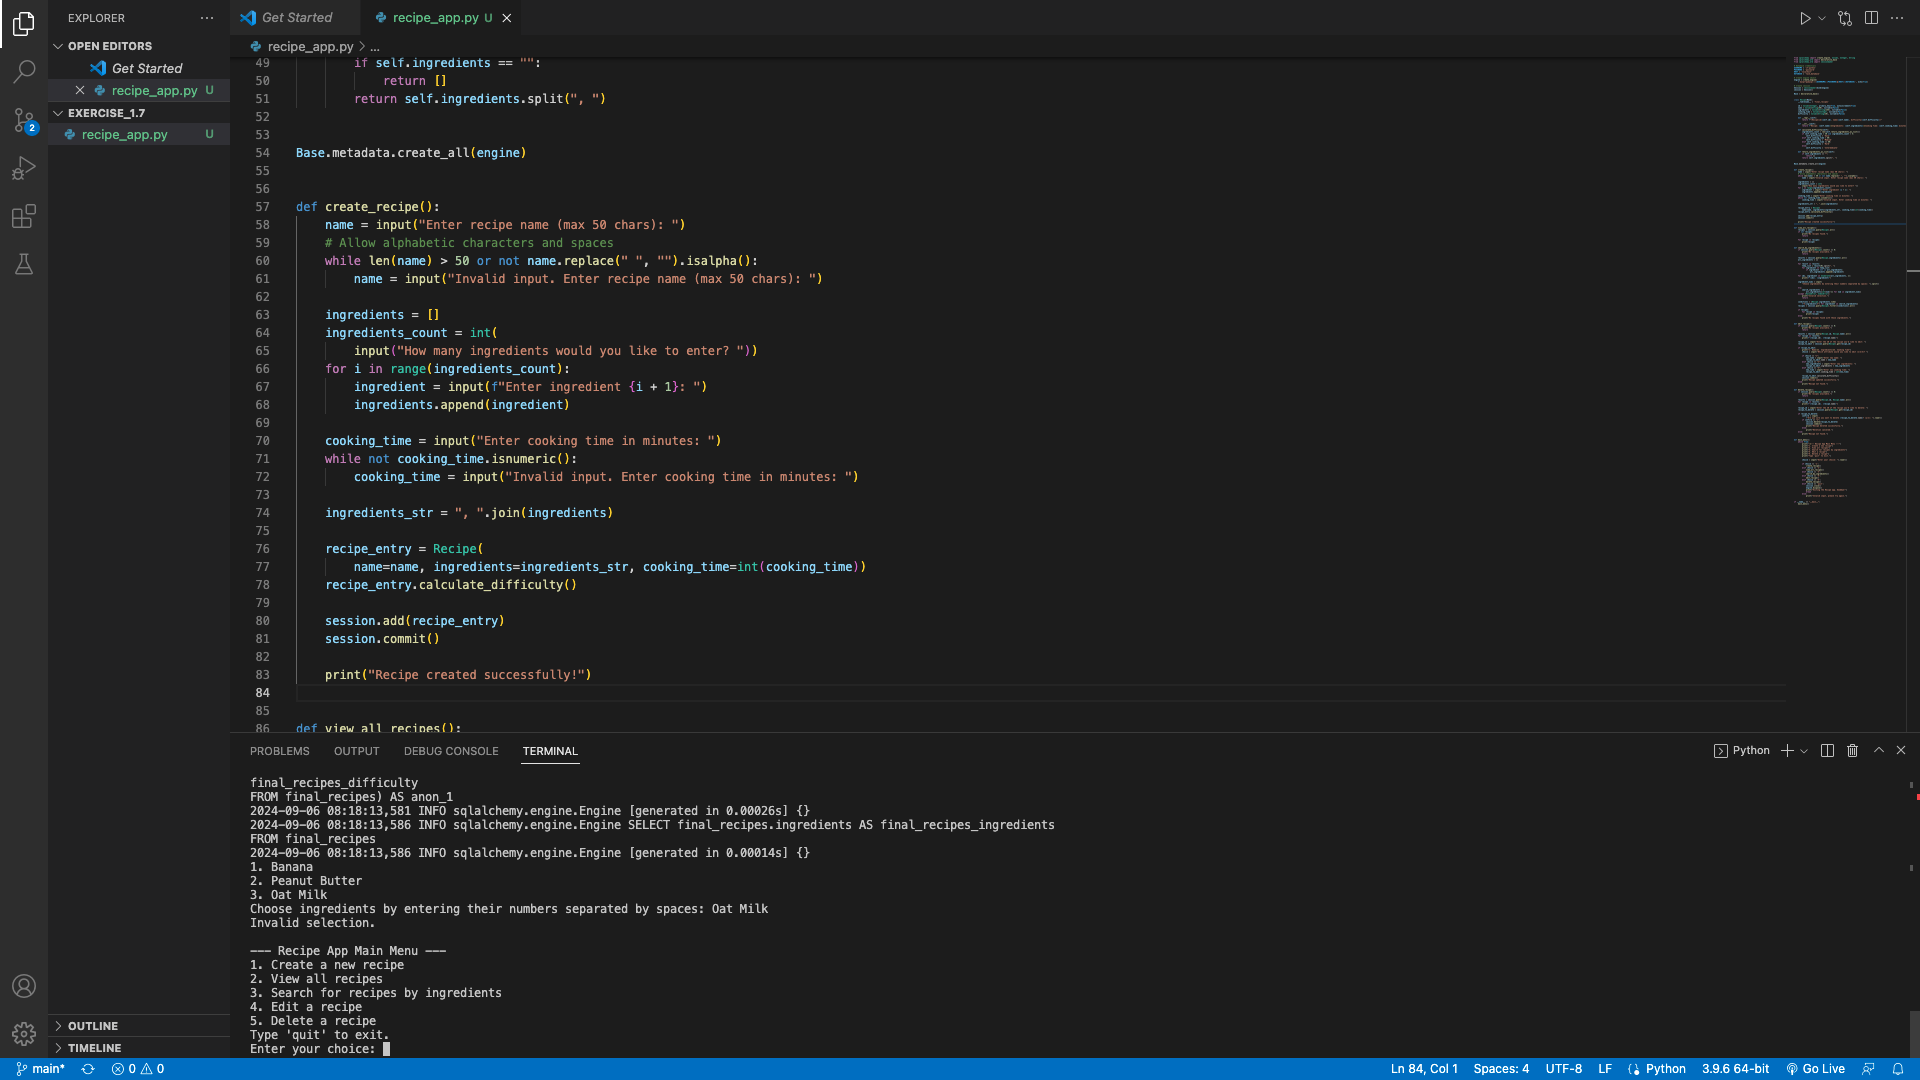 EXPLORER
OPEN EDITORS
Get Started
recipe_app.py U
EXERCISE_1.7
recipe_app.py U
2
OUTLINE
TIMELINE
Get Started
recipe_app.py U
recipe_app.py > ...
49 if self.ingredients == "":
50 return []
51 return self.ingredients.split(", ")
52
53
54 Base.metadata.create_all(engine)
55
56
57 def create_recipe():
58 name = input("Enter recipe name (max 50 chars): ")
59 # Allow alphabetic characters and spaces
60 while len(name) > 50 or not name.replace(" ", "").isalpha():
61 name = input("Invalid input. Enter recipe name (max 50 chars): ")
62
63 ingredients = []
64 ingredients_count = int(
65 input("How many ingredients would you like to enter? "))
66 for i in range(ingredients_count):
67 ingredient = input(f"Enter ingredient {i + 1}: ")
68 ingredients.append(ingredient)
69
70 cooking_time = input("Enter cooking time in minutes: ")
71 while not cooking_time.isnumeric():
72 cooking_time = input("Invalid input. Enter cooking time in minutes: ")
73
74 ingredients_str = ", ".join(ingredients)
75
76 recipe_entry = Recipe(
77 name=name, ingredients=ingredients_str, cooking_time=int(cooking_time))
78 recipe_entry.calculate_difficulty()
79
80 session.add(recipe_entry)
81 session.commit()
82
83 print("Recipe created successfully!")
84
85
86 def view_all_recipes():
PROBLEMS OUTPUT DEBUG CONSOLE TERMINAL
Python
final_recipes_difficulty
FROM final_recipes) AS anon_1
2024-09-06 08:18:13,581 INFO sqlalchemy.engine.Engine [generated in 0.00026s] {}
2024-09-06 08:18:13,586 INFO sqlalchemy.engine.Engine SELECT final_recipes.ingredients AS final_recipes_ingredients
FROM final_recipes
2024-09-06 08:18:13,586 INFO sqlalchemy.engine.Engine [generated in 0.00014s] {}
1. Banana
2. Peanut Butter
3. Oat Milk
Choose ingredients by entering their numbers separated by spaces: Oat Milk
Invalid selection.
--- Recipe App Main Menu ---
1. Create a new recipe
2. View all recipes
3. Search for recipes by ingredients
4. Edit a recipe
5. Delete a recipe
Type 'quit' to exit.
Enter your choice:
main* 0 0 Ln 84, Col 1 Spaces: 4 UTF-8 LF Python 3.9.6 64-bit Go Live